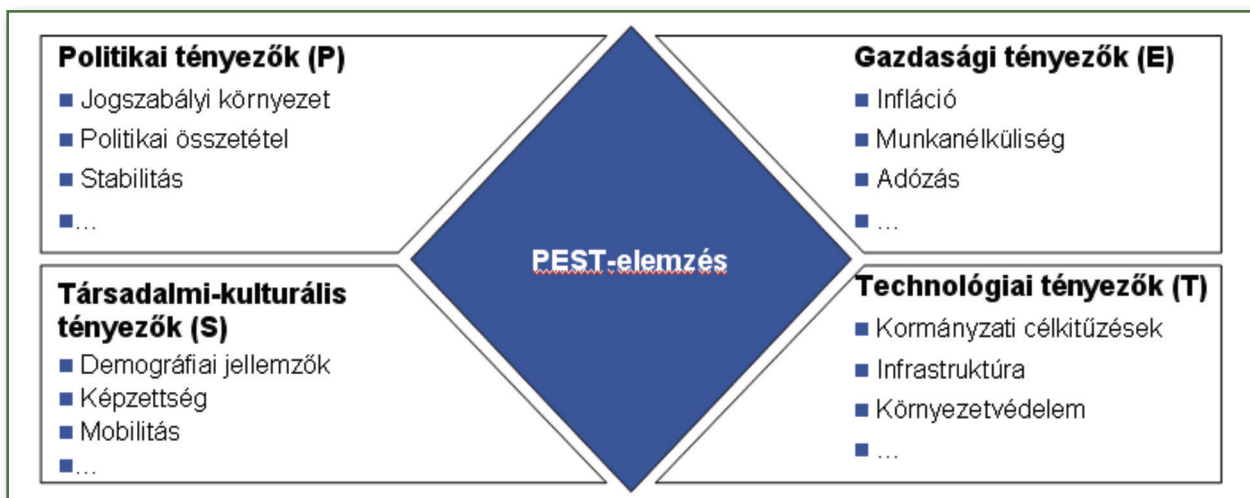 Politikai tényezők (P)
■ Jogszabályi környezet
■ Politikai összetétel
■ Stabilitás
■...
Gazdasági tényezők (E)
■ Infláció
■ Munkanélküliség
■ Adózás
■ ...
PEST-elemzés
Társadalmi-kulturális
tényezők (S)
■ Demográfiai jellemzők
■ Képzettség
■ Mobilitás
■...
Technológiai tényezők (T)
■ Kormányzati célkitűzések
■ Infrastruktúra
■ Környezetvédelem
■ ...